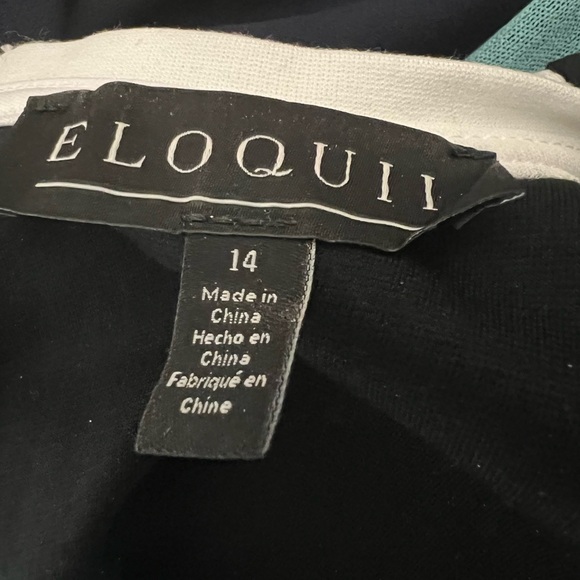 ELOQUII
14
Made in
China
Hecho en
China
Fabriqué en
Chine